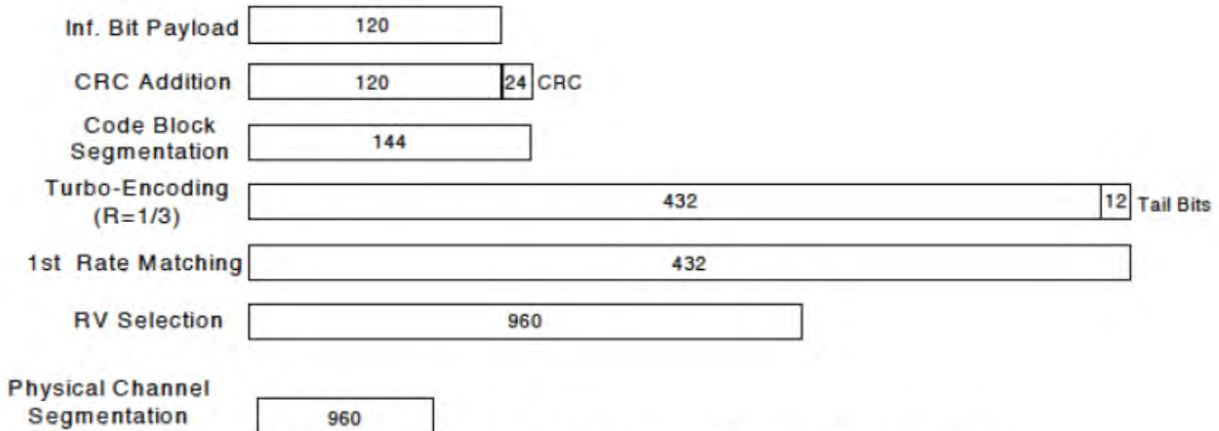 Inf. Bit Payload 120
CRC Addition 120 24 CRC
Code Block
Segmentation 144
Turbo-Encoding
(R=1/3) 432 12 Tail Bits
1st Rate Matching 432
RV Selection 960
Physical Channel
Segmentation 960